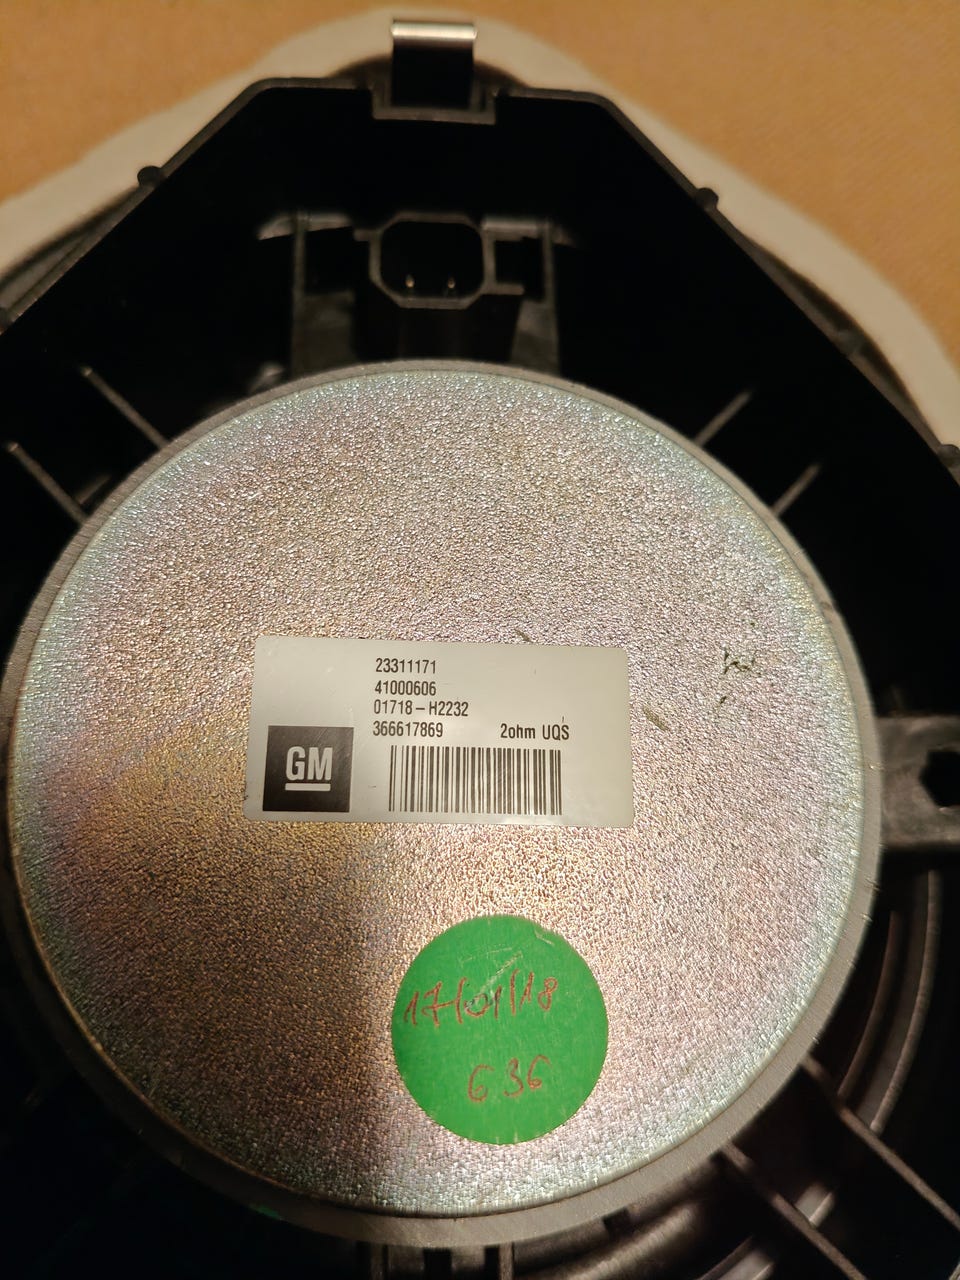 23311171
41000606
01718-H2232
366617869 2ohm UQS
GM
17/01/18
636